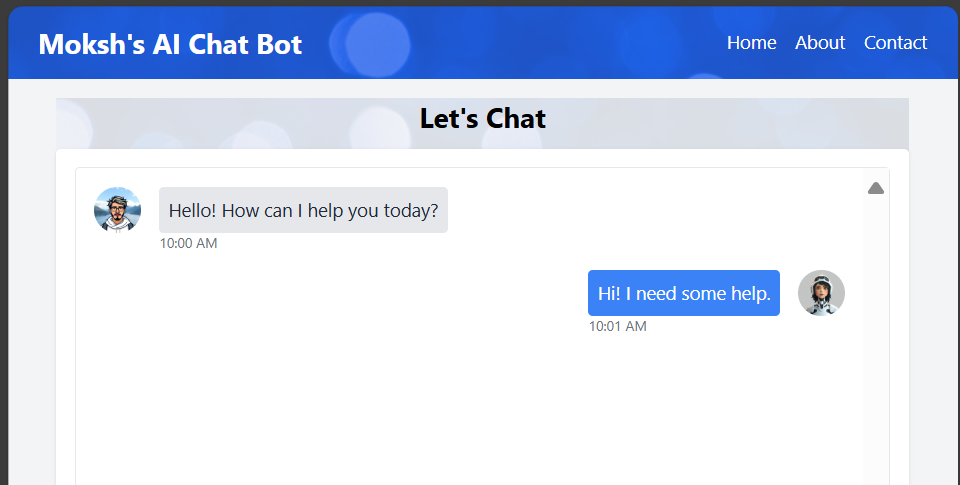 Moksh's AI Chat Bot
Home About Contact
Let's Chat
Hello! How can I help you today?
10:00 AM
Hi! I need some help.
10:01 AM